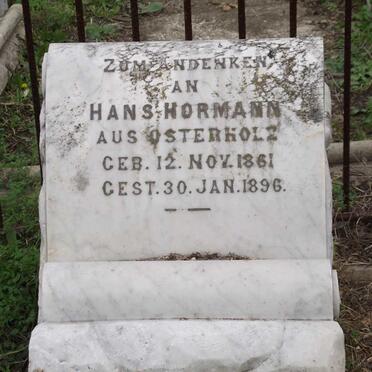 ZUM ANDENKEN
AN
HANS HORMANN
AUS OSTERHOLZ
GEB. 12. NOV. 1861
GEST. 30. JAN. 1896.